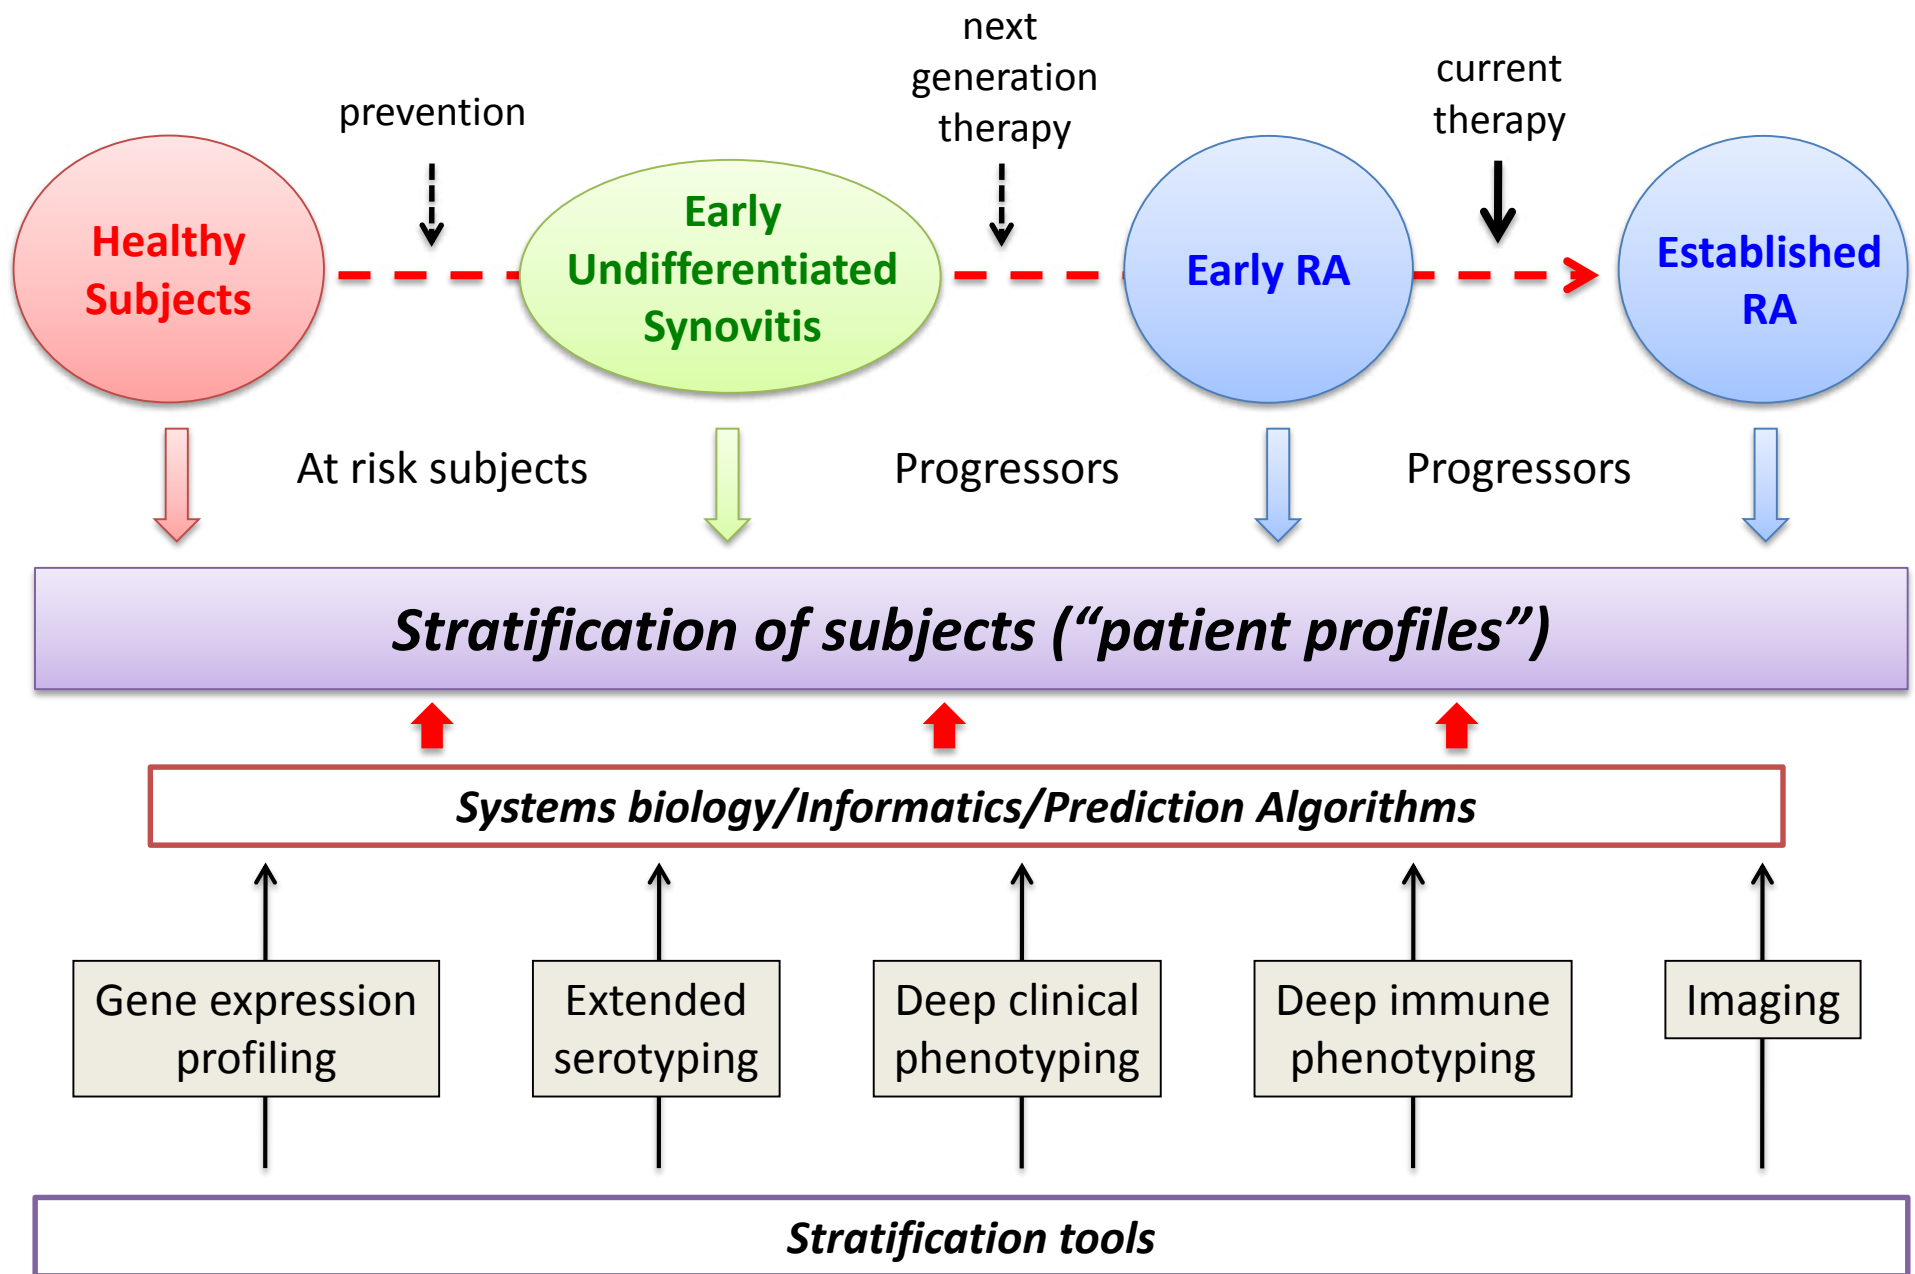 next
generation
therapy
current
therapy
prevention
Healthy
Subjects
Early
Undifferentiated
Synovitis
Early RA
Established
RA
At risk subjects
Progressors
Progressors
Stratification of subjects (“patient profiles”)
Systems biology/Informatics/Prediction Algorithms
Gene expression
profiling
Extended
serotyping
Deep clinical
phenotyping
Deep immune
phenotyping
Imaging
Stratification tools